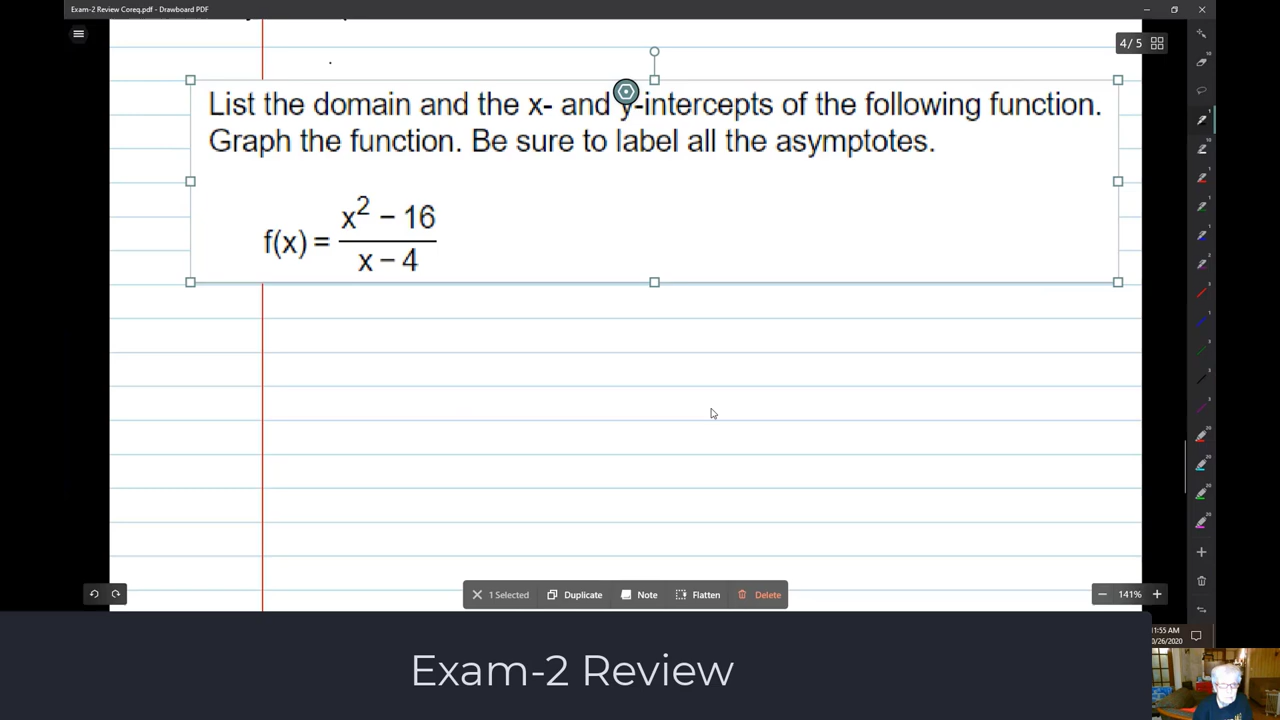 Exam-2 Review Coreq.pdf - Drawboard PDF
4 / 5
List the domain and the x- and y-intercepts of the following function.
Graph the function. Be sure to label all the asymptotes.
f(x) = x² − 16
x − 4
1 Selected Duplicate Note Flatten Delete
141%
Exam-2 Review